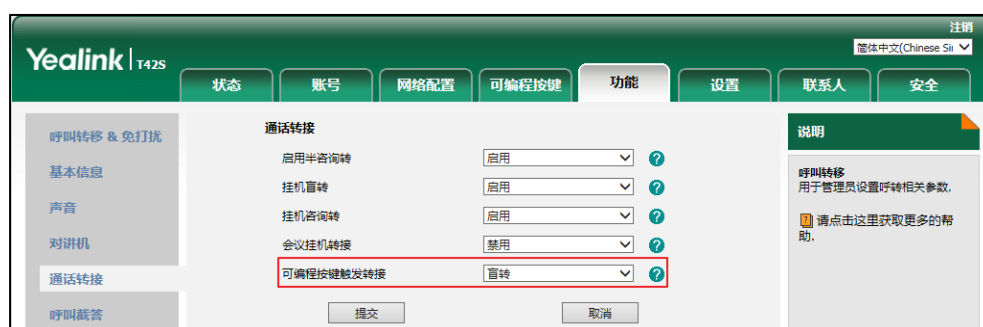 注销
Yealink T42S
简体中文(Chinese Sii
状态 账号 网络配置 可编程按键 功能 设置 联系人 安全
呼叫转移 & 免打扰
基本信息
声音
对讲机
通话转接
呼叫截答
通话转接
启用半咨询转 启用
挂机盲转 启用
挂机咨询转 启用
会议挂机转接 禁用
可编程按键触发转接 盲转
提交 取消
说明
呼叫转移
用于管理员设置呼转相关参数.
请点击这里获取更多的帮
助.